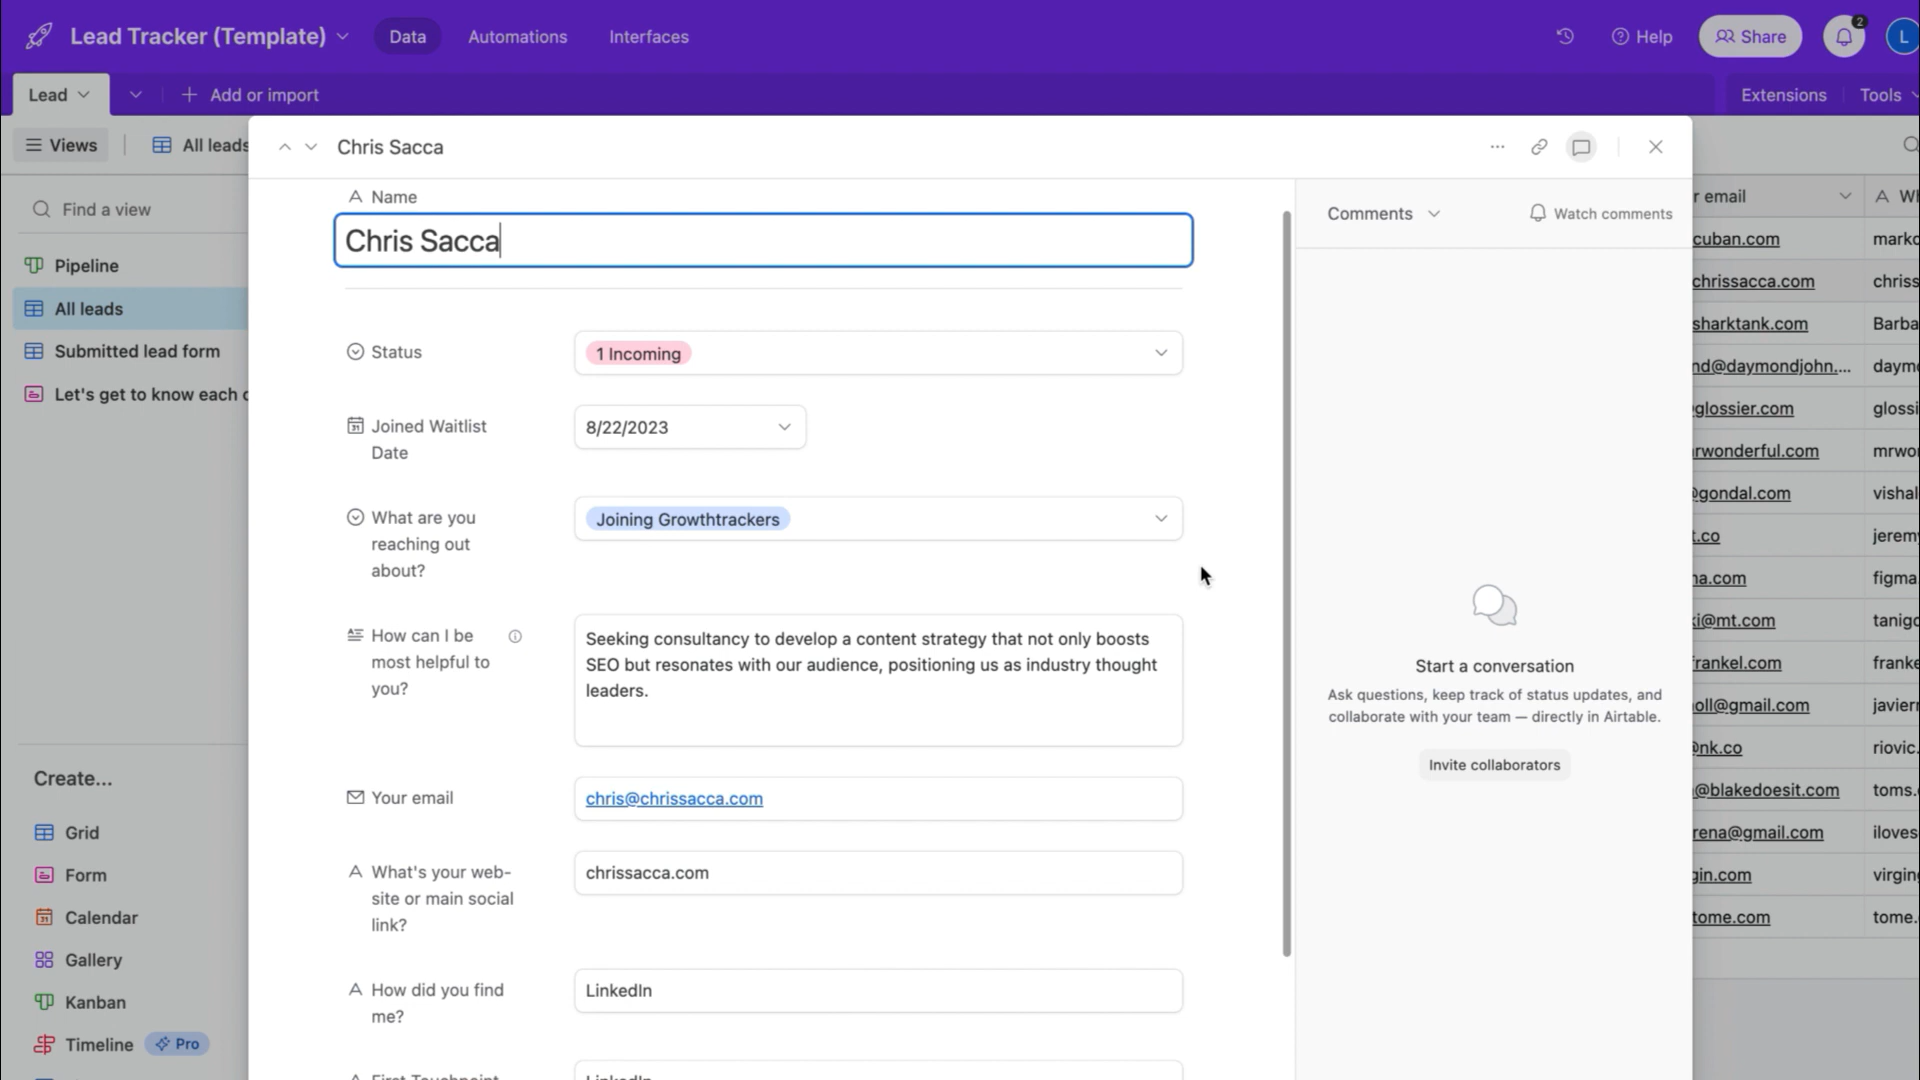 Lead Tracker (Template)
Data
Automations
Interfaces
Help
Share
2
L
Lead
Add or import
Extensions
Tools
Views
All leads
Chris Sacca
Find a view
Pipeline
All leads
Submitted lead form
Let's get to know each
Create...
Grid
Form
Calendar
Gallery
Kanban
Timeline
Pro
Name
Chris Sacca
Status
1 Incoming
Joined Waitlist
Date
8/22/2023
What are you
reaching out
about?
Joining Growthtrackers
How can I be
most helpful to
you?
Seeking consultancy to develop a content strategy that not only boosts
SEO but resonates with our audience, positioning us as industry thought
leaders.
Your email
chris@chrissacca.com
What's your web-
site or main social
link?
chrissacca.com
How did you find
me?
LinkedIn
First Touchpoint
LinkedIn
Comments
Watch comments
Start a conversation
Ask questions, keep track of status updates, and
collaborate with your team — directly in Airtable.
Invite collaborators
r email
Wh
cuban.com
marko
chrissacca.com
chriss
sharktank.com
Barba
nd@daymondjohn....
daymo
@glossier.com
glossi
rwonderful.com
mrwon
@gondal.com
vishal
t.co
jeremy
na.com
figma.
ki@mt.com
tanigo
frankel.com
franke
oll@gmail.com
javierr
@nk.co
riovic.
@blakedoesit.com
toms.
rena@gmail.com
iloves
gin.com
virgin
tome.com
tome.c